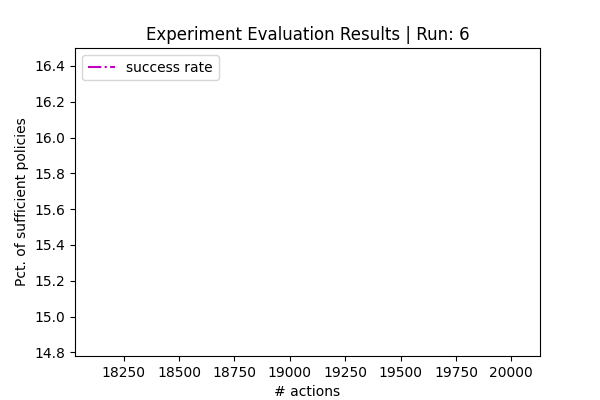 Experiment Evaluation Results | Run: 6
success rate
Pct. of sufficient policies
16.4
16.2
16.0
15.8
15.6
15.4
15.2
15.0
14.8
18250 18500 18750 19000 19250 19500 19750 20000
# actions